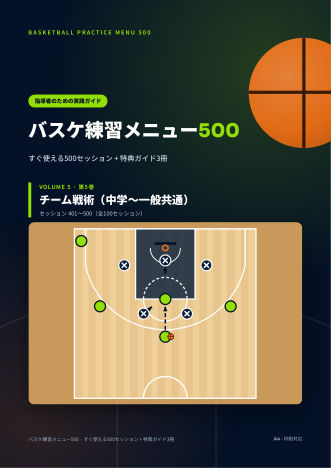 BASKETBALL PRACTICE MENU 500
指導者のための実践ガイド
バスケ練習メニュー500
すぐ使える500セッション + 特典ガイド3冊
VOLUME 5 · 第5巻
チーム戦術（中学〜一般共通）
セッション 401〜500（全100セッション）
バスケ練習メニュー500 · すぐ使える500セッション + 特典ガイド3冊
A4 · 印刷対応